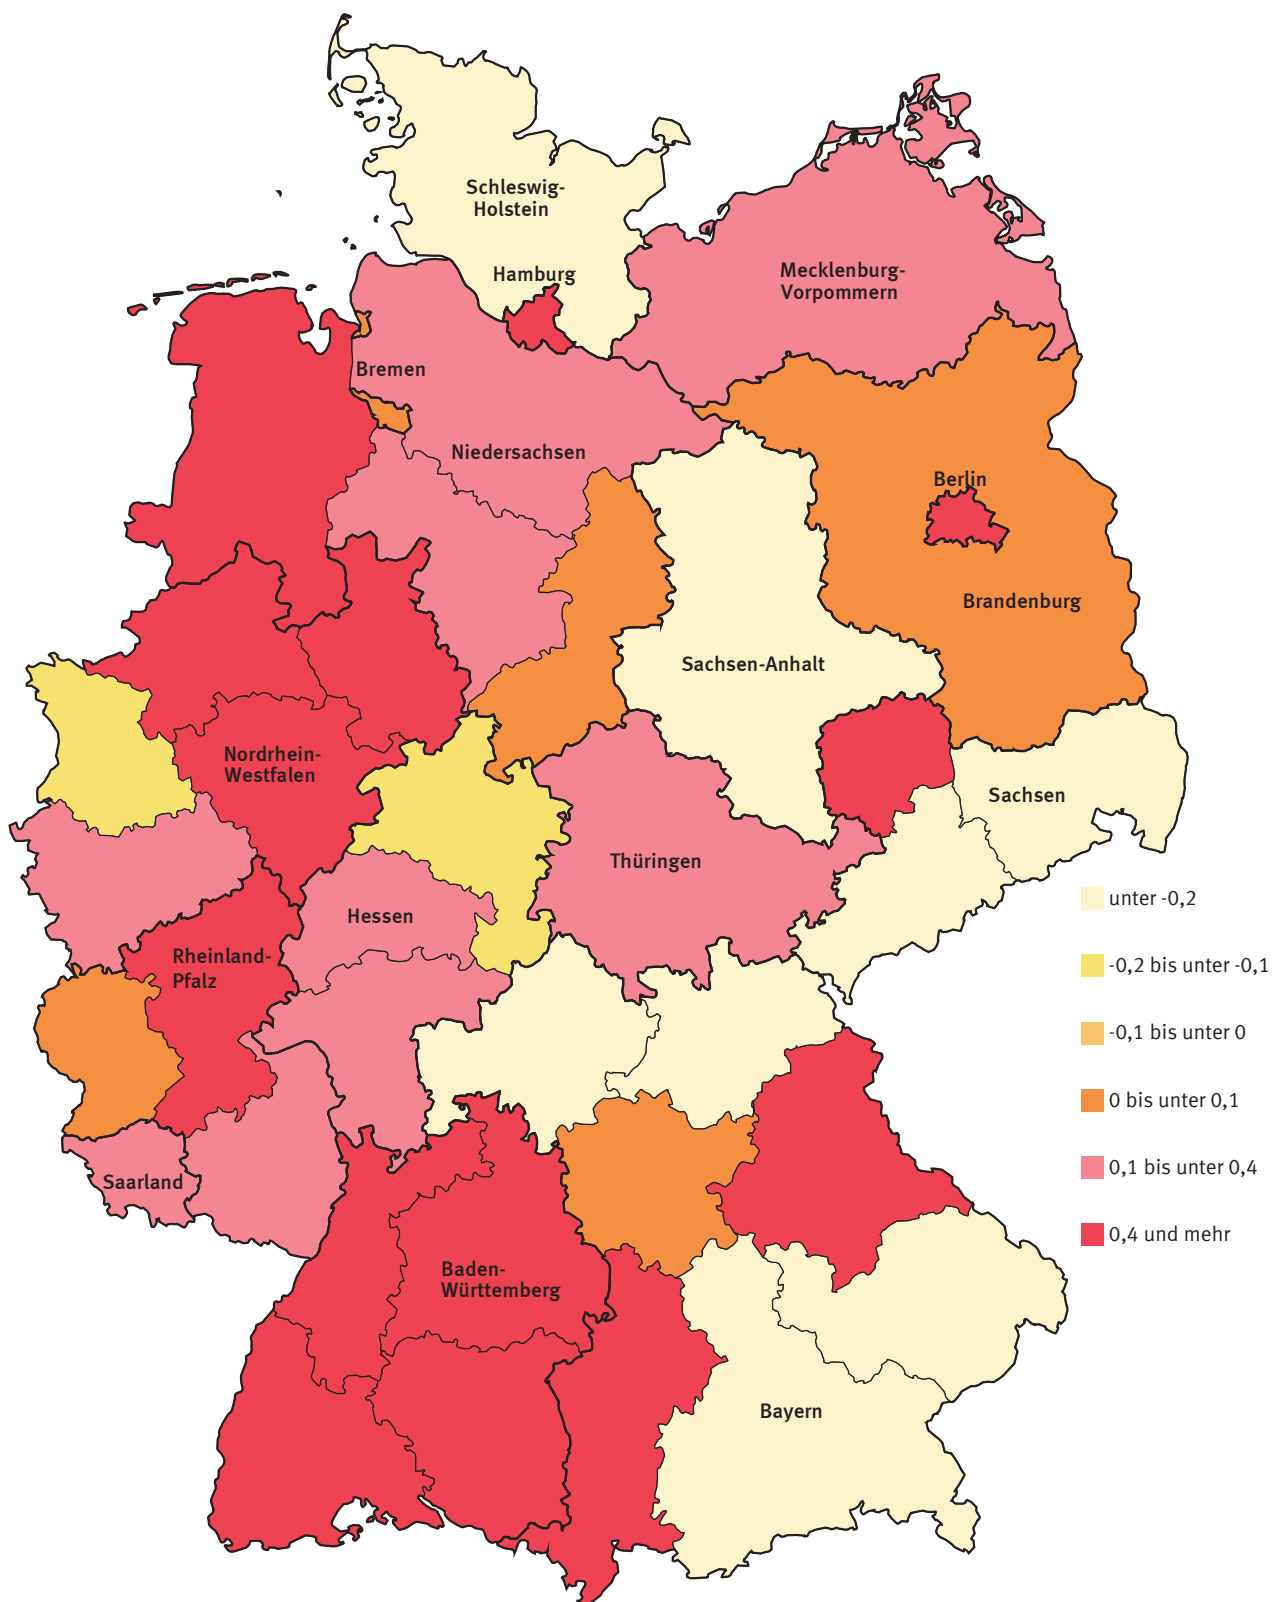 Schleswig-
Holstein
Hamburg
Mecklenburg-
Vorpommern
Bremen
Niedersachsen
Berlin
Brandenburg
Sachsen-Anhalt
Nordrhein-
Westfalen
Sachsen
Thüringen
Hessen
Rheinland-
Pfalz
Saarland
Baden-
Württemberg
Bayern
unter -0,2
-0,2 bis unter -0,1
-0,1 bis unter 0
0 bis unter 0,1
0,1 bis unter 0,4
0,4 und mehr